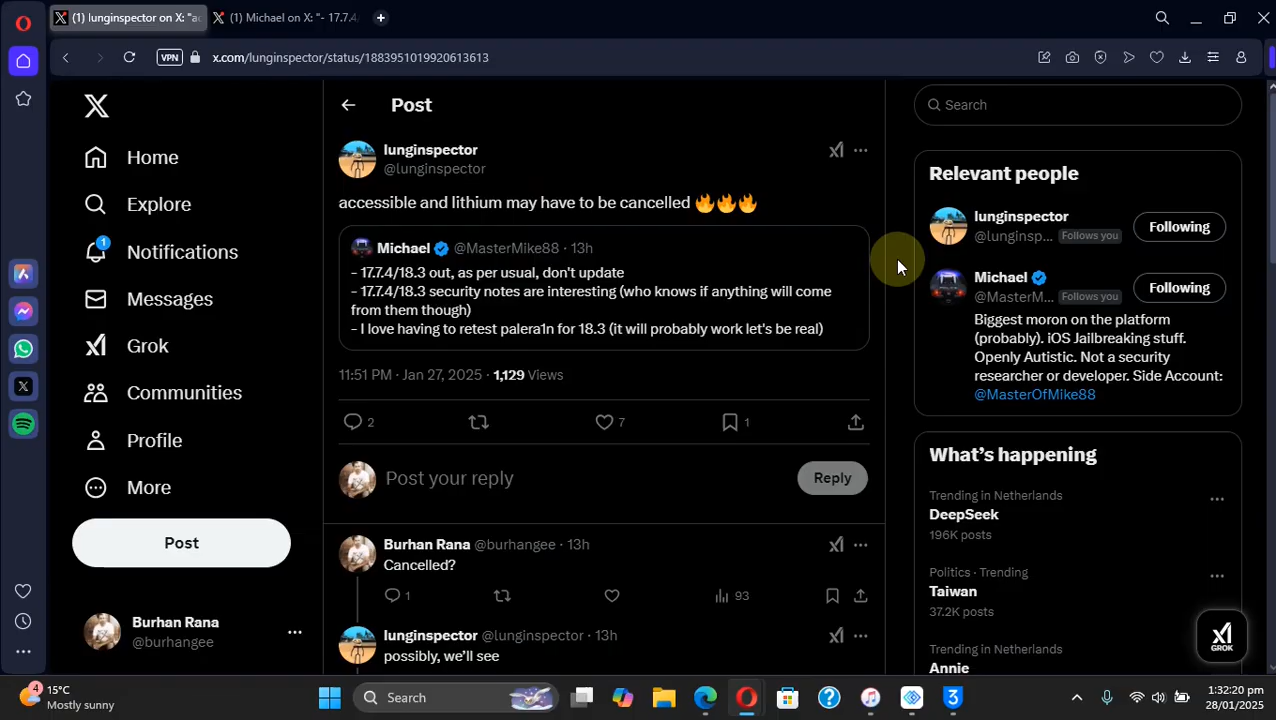 (1) lunginspector on X: "ac
(1) Michael on X: "- 17.7.4/
VPN
x.com/lunginspector/status/1883951019920613613
Home
Explore
1
Notifications
Messages
Grok
Communities
Profile
More
Post
Burhan Rana
@burhangee
Post
lunginspector
@lunginspector
accessible and lithium may have to be cancelled 🔥🔥🔥
Michael @MasterMike88 · 13h
- 17.7.4/18.3 out, as per usual, don't update
- 17.7.4/18.3 security notes are interesting (who knows if anything will come
from them though)
- I love having to retest palera1n for 18.3 (it will probably work let's be real)
11:51 PM · Jan 27, 2025 · 1,129 Views
2
7
1
Post your reply
Reply
Burhan Rana @burhangee · 13h
Cancelled?
1
93
lunginspector @lunginspector · 13h
possibly, we'll see
Search
Relevant people
lunginspector
@lunginsp... Follows you
Following
Michael
@MasterM... Follows you
Following
Biggest moron on the platform
(probably). iOS Jailbreaking stuff.
Openly Autistic. Not a security
researcher or developer. Side Account:
@MasterOfMike88
What's happening
Trending in Netherlands
DeepSeek
196K posts
Politics · Trending
Taiwan
37.2K posts
Trending in Netherlands
Annie
GROK
4
15°C
Mostly sunny
Search
1:32:20 PM
28/01/2025